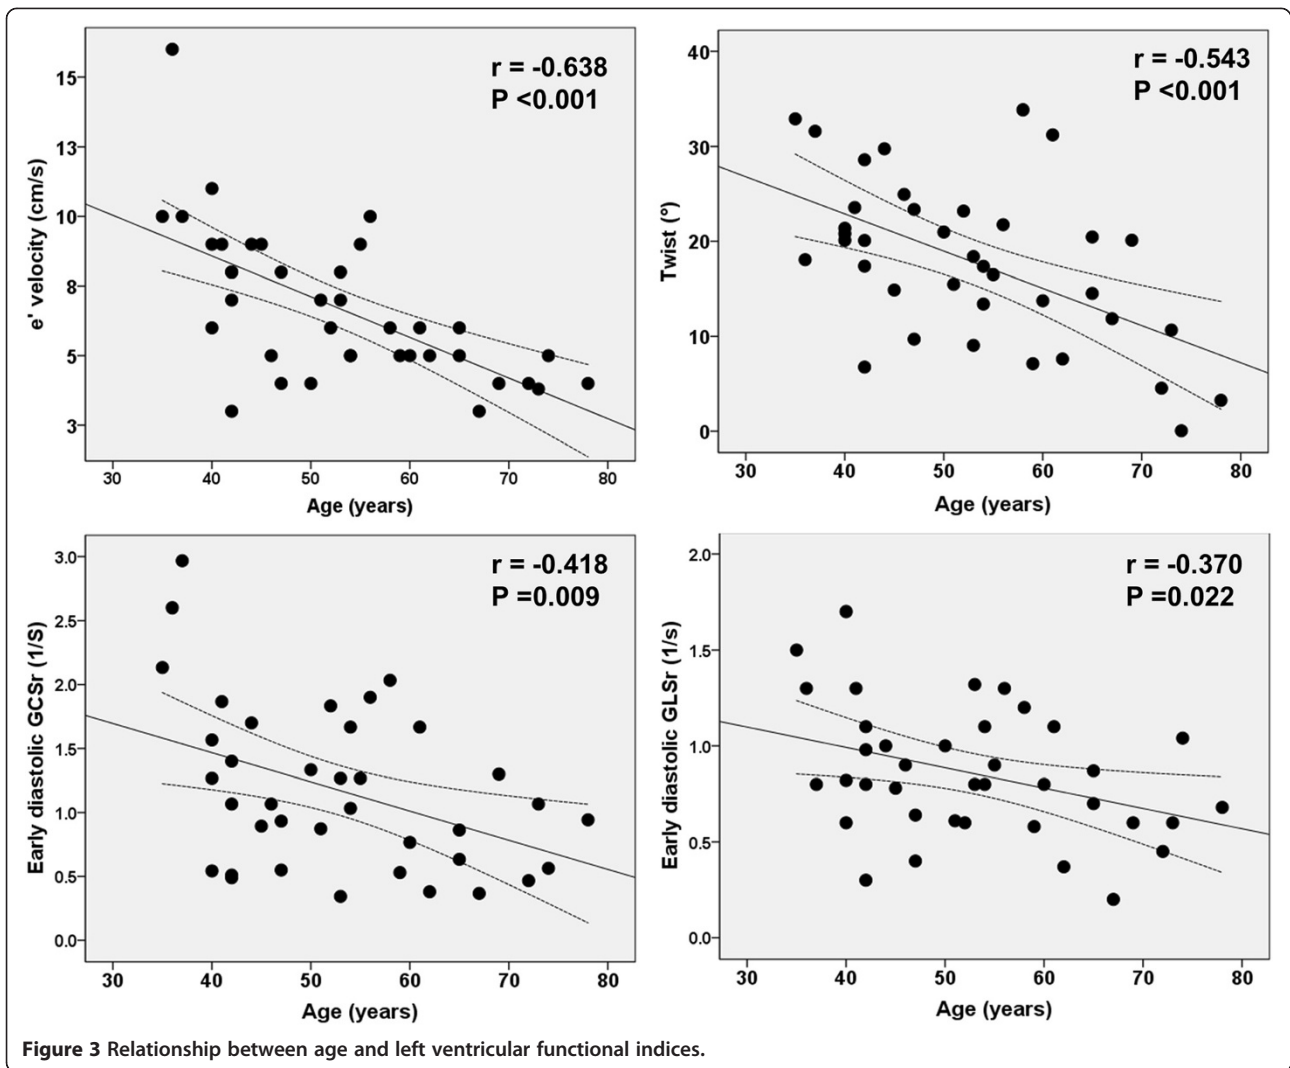 r = -0.638
P <0.001
15
13
10
8
5
3
e' velocity (cm/s)
30 40 50 60 70 80
Age (years)
r = -0.543
P <0.001
40
30
20
10
0
Twist (°)
30 40 50 60 70 80
Age (years)
r = -0.418
P =0.009
3.0
2.5
2.0
1.5
1.0
0.5
0.0
Early diastolic GCSr (1/S)
30 40 50 60 70 80
Age (years)
r = -0.370
P =0.022
2.0
1.5
1.0
0.5
0.0
Early diastolic GLSr (1/s)
30 40 50 60 70 80
Age (years)
Figure 3 Relationship between age and left ventricular functional indices.